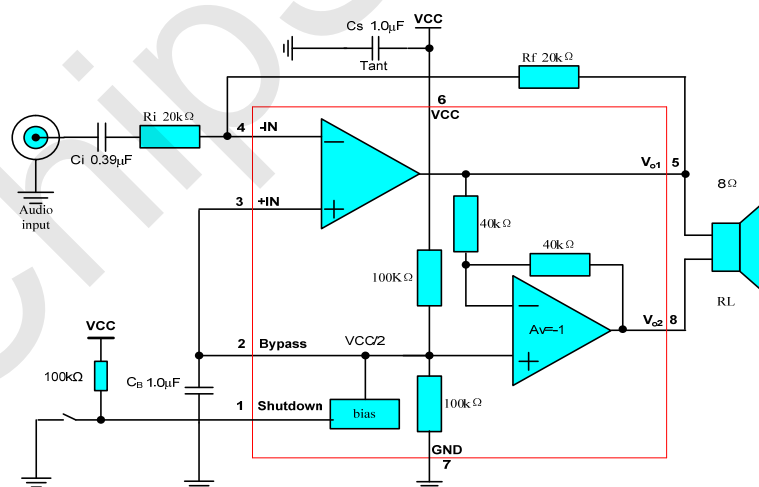 Cs 1.0µF
VCC
Tant
Rf 20kΩ
6
VCC
Ri 20kΩ
4 -IN
Ci 0.39µF
Audio
input
3 +IN
Vo1 5
8Ω
40kΩ
40kΩ
100KΩ
Av=-1
Vo2 8
RL
VCC
2 Bypass
VCC/2
100kΩ
CB 1.0µF
1 Shutdown
bias
100kΩ
GND
7
chips